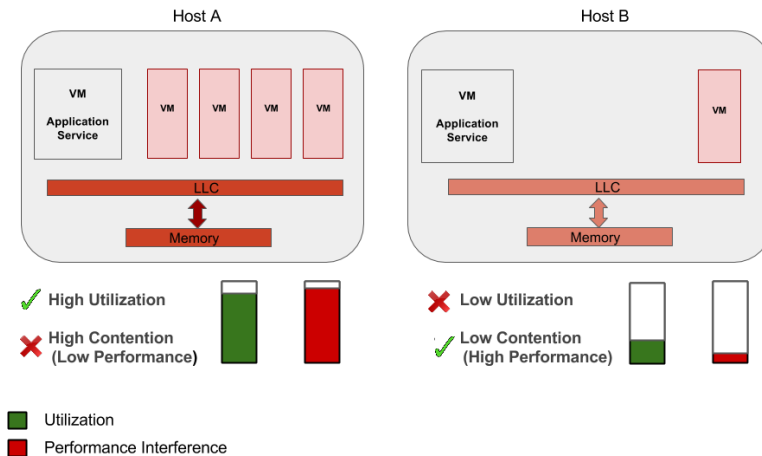 Host A
Host B
VM
Application
Service
VM
VM
VM
VM
LLC
Memory
VM
Application
Service
VM
LLC
Memory
High Utilization
High Contention
(Low Performance)
Low Utilization
Low Contention
(High Performance)
Utilization
Performance Interference